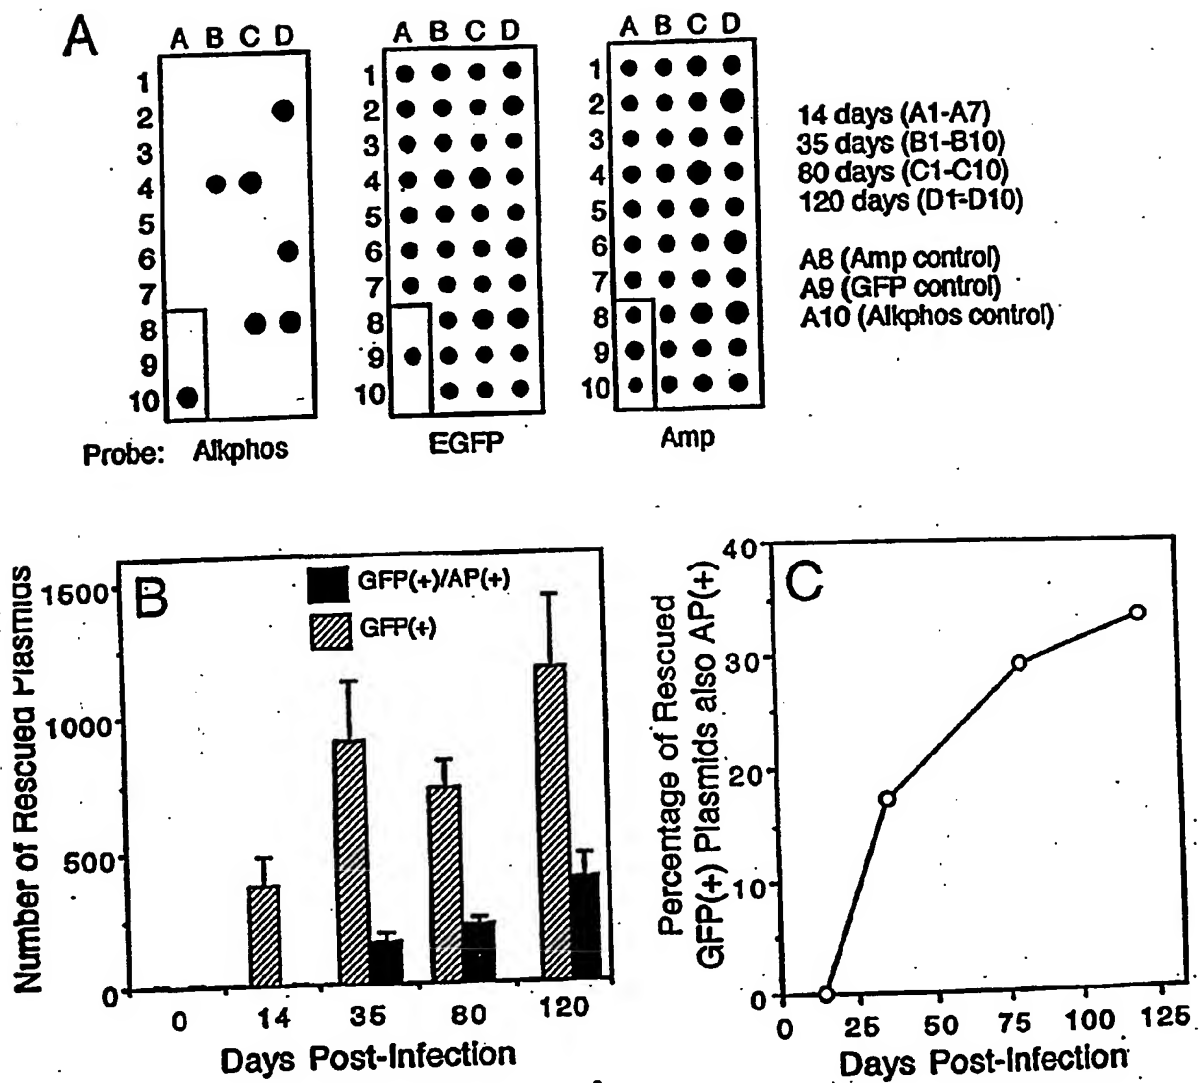 A
A B C D
1
2
3
4
5
6
7
8
9
10
A B C D
1
2
3
4
5
6
7
8
9
10
A B C D
1
2
3
4
5
6
7
8
9
10
14 days (A1-A7)
35 days (B1-B10)
80 days (C1-C10)
120 days (D1-D10)
A8 (Amp control)
A9 (GFP control)
A10 (Alkphos control)
Probe: Alkphos
EGFP
Amp
B
GFP(+)/AP(+)
GFP(+)
Number of Rescued Plasmids
1500
1000
500
0
0 14 35 80 120
Days Post-Infection
C
Percentage of Rescued
GFP(+) Plasmids also AP(+)
40
30
20
10
0
0 25 50 75 100 125
Days Post-Infection